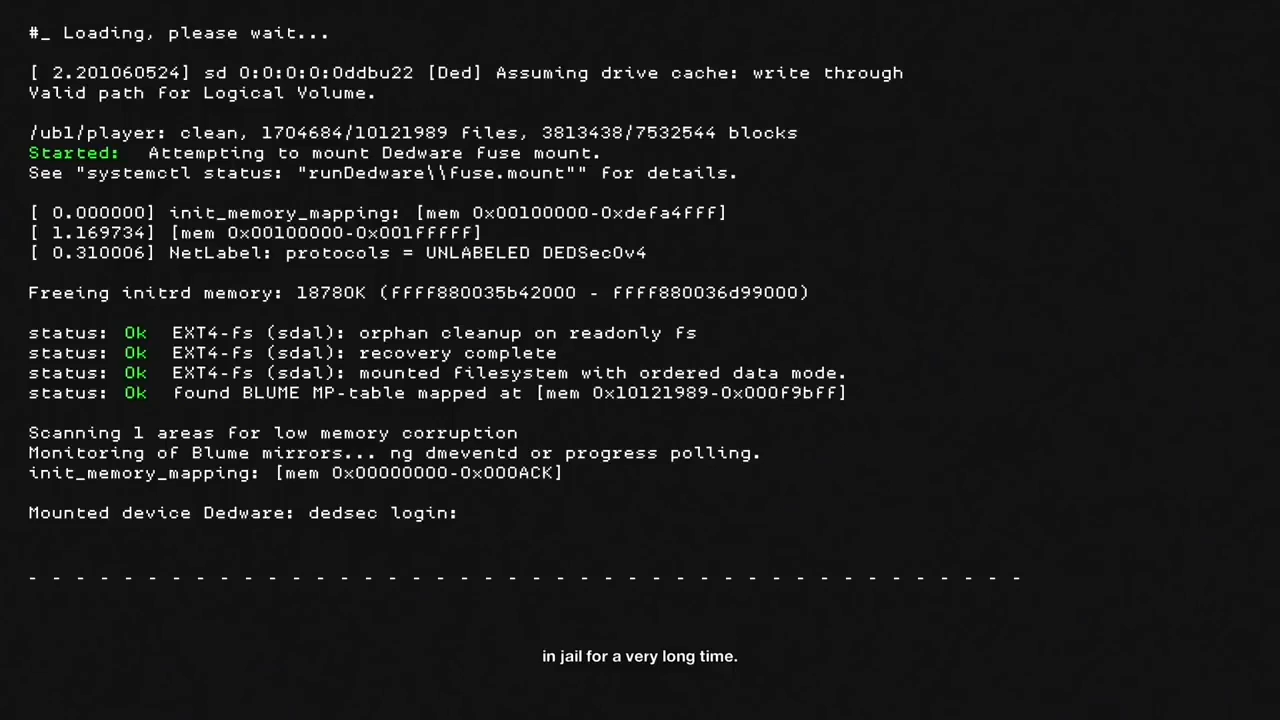 #_ Loading, please wait...
[ 2.201060524] sd 0:0:0:0:0ddbu22 [Ded] Assuming drive cache: write through
Valid path for Logical Volume.
/ubl/player: clean, 1704684/10121989 files, 3813438/7532544 blocks
Started: Attempting to mount Dedware fuse mount.
See "systemctl status: "runDedware\\fuse.mount"" for details.
[ 0.000000] init_memory_mapping: [mem 0x00100000-0xdefa4fff]
[ 1.169734] [mem 0x00100000-0x001fffff]
[ 0.310006] NetLabel: protocols = UNLABELED DEDSec0v4
Freeing initrd memory: 18780K (ffff880035b42000 - ffff880036d99000)
status: Ok EXT4-fs (sdal): orphan cleanup on readonly fs
status: Ok EXT4-fs (sdal): recovery complete
status: Ok EXT4-fs (sdal): mounted filesystem with ordered data mode.
status: Ok found BLUME MP-table mapped at [mem 0x10121989-0x000f9bff]
Scanning 1 areas for low memory corruption
Monitoring of Blume mirrors... ng dmeventd or progress polling.
init_memory_mapping: [mem 0x00000000-0x000ACK]
Mounted device Dedware: dedsec login:
- - - - - - - - - - - - - - - - - - - - - - - - - - - - - - - - - - - - - - - - - -
in jail for a very long time.